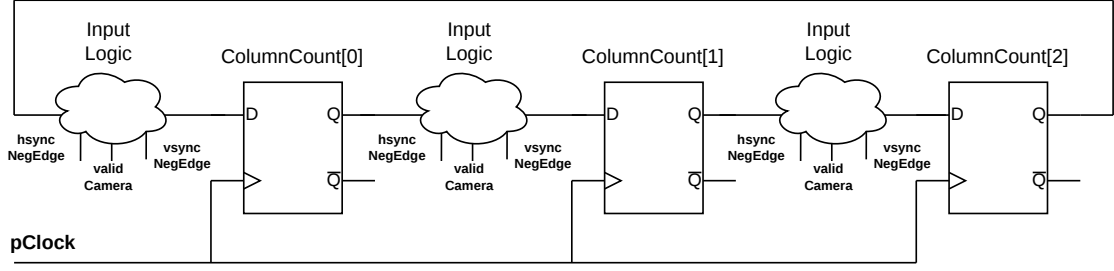 Input
Logic
ColumnCount[0]
Input
Logic
ColumnCount[1]
Input
Logic
ColumnCount[2]
D
Q
D
Q
D
Q
hsync
NegEdge
valid
Camera
vsync
NegEdge
hsync
NegEdge
valid
Camera
vsync
NegEdge
hsync
NegEdge
valid
Camera
vsync
NegEdge
Q̅
Q̅
Q̅
pClock